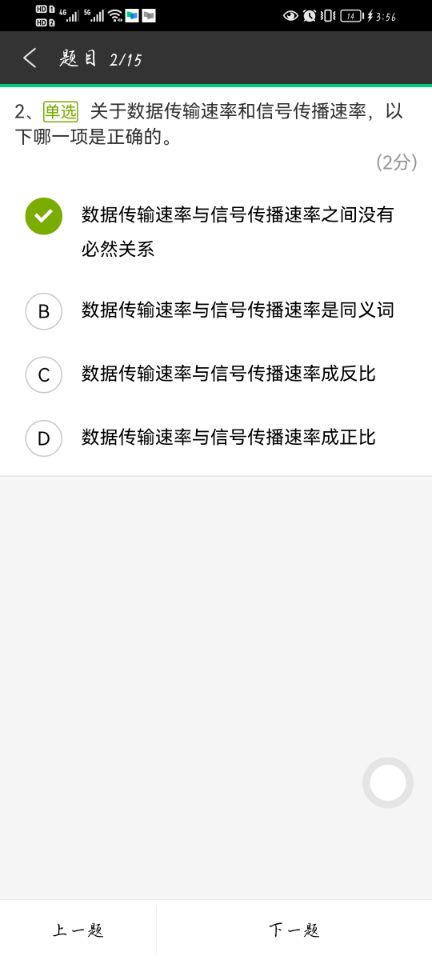 HD 1 4G 5G 14 3:56
HD 2
题目 2/15
2、单选 关于数据传输速率和信号传播速率，以
下哪一项是正确的。
(2分)
数据传输速率与信号传播速率之间没有
必然关系
B 数据传输速率与信号传播速率是同义词
C 数据传输速率与信号传播速率成反比
D 数据传输速率与信号传播速率成正比
上一题 下一题